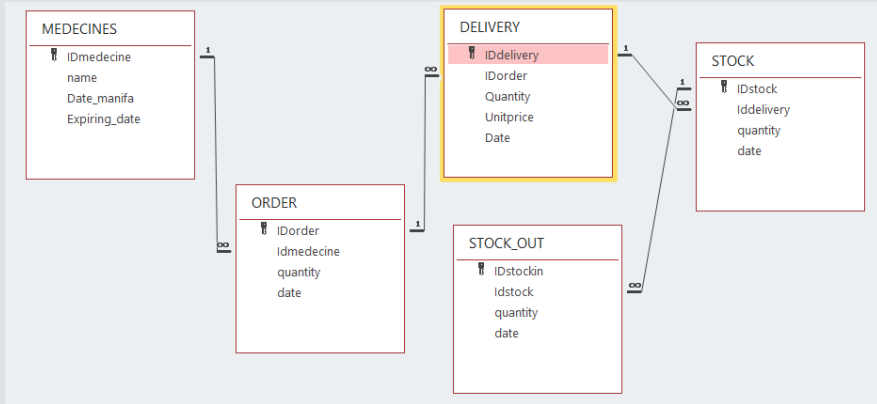 MEDECINES
IDmedecine
name
Date_manifa
Expiring_date
1
∞
ORDER
IDorder
Idmedecine
quantity
date
1
∞
DELIVERY
IDdelivery
IDorder
Quantity
Unitprice
Date
1
∞
STOCK
IDstock
Iddelivery
quantity
date
1
∞
STOCK_OUT
IDstockin
Idstock
quantity
date